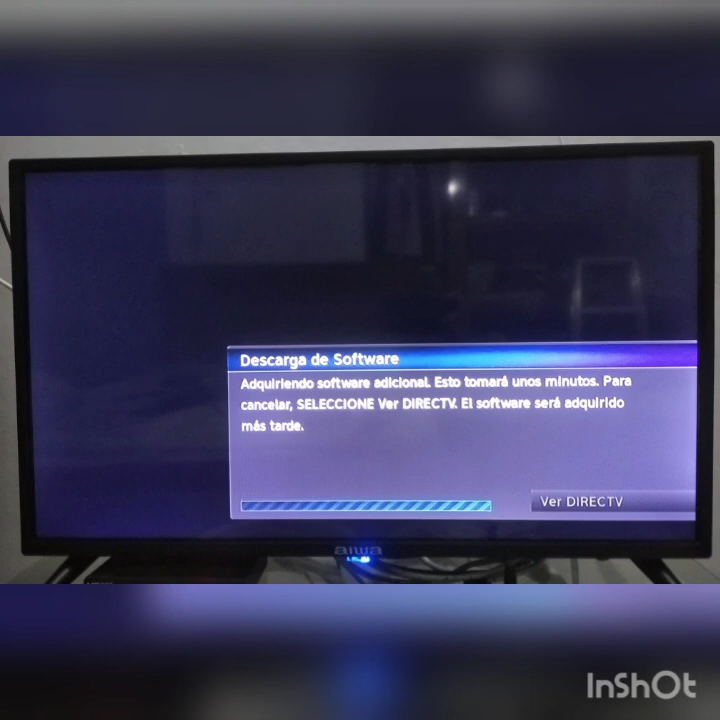 Descarga de Software
Adquiriendo software adicional. Esto tomará unos minutos. Para
cancelar, SELECCIONE Ver DIRECTV. El software será adquirido
más tarde.
Ver DIRECTV
aiwa
InShOt